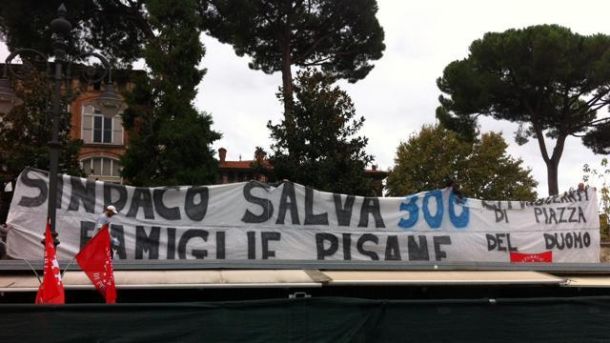 SINDACO SALVA 300
FAMIGLIE PISANE
DI PIAZZA
DEL DUOMO